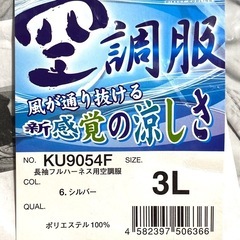 空調服
風が通り抜ける
新感覚の涼しさ
NO. KU9054F SIZE.
長袖フルハーネス用空調服 3L
COL.
6. シルバー
QUAL.
ポリエステル100%
4 582397 506366